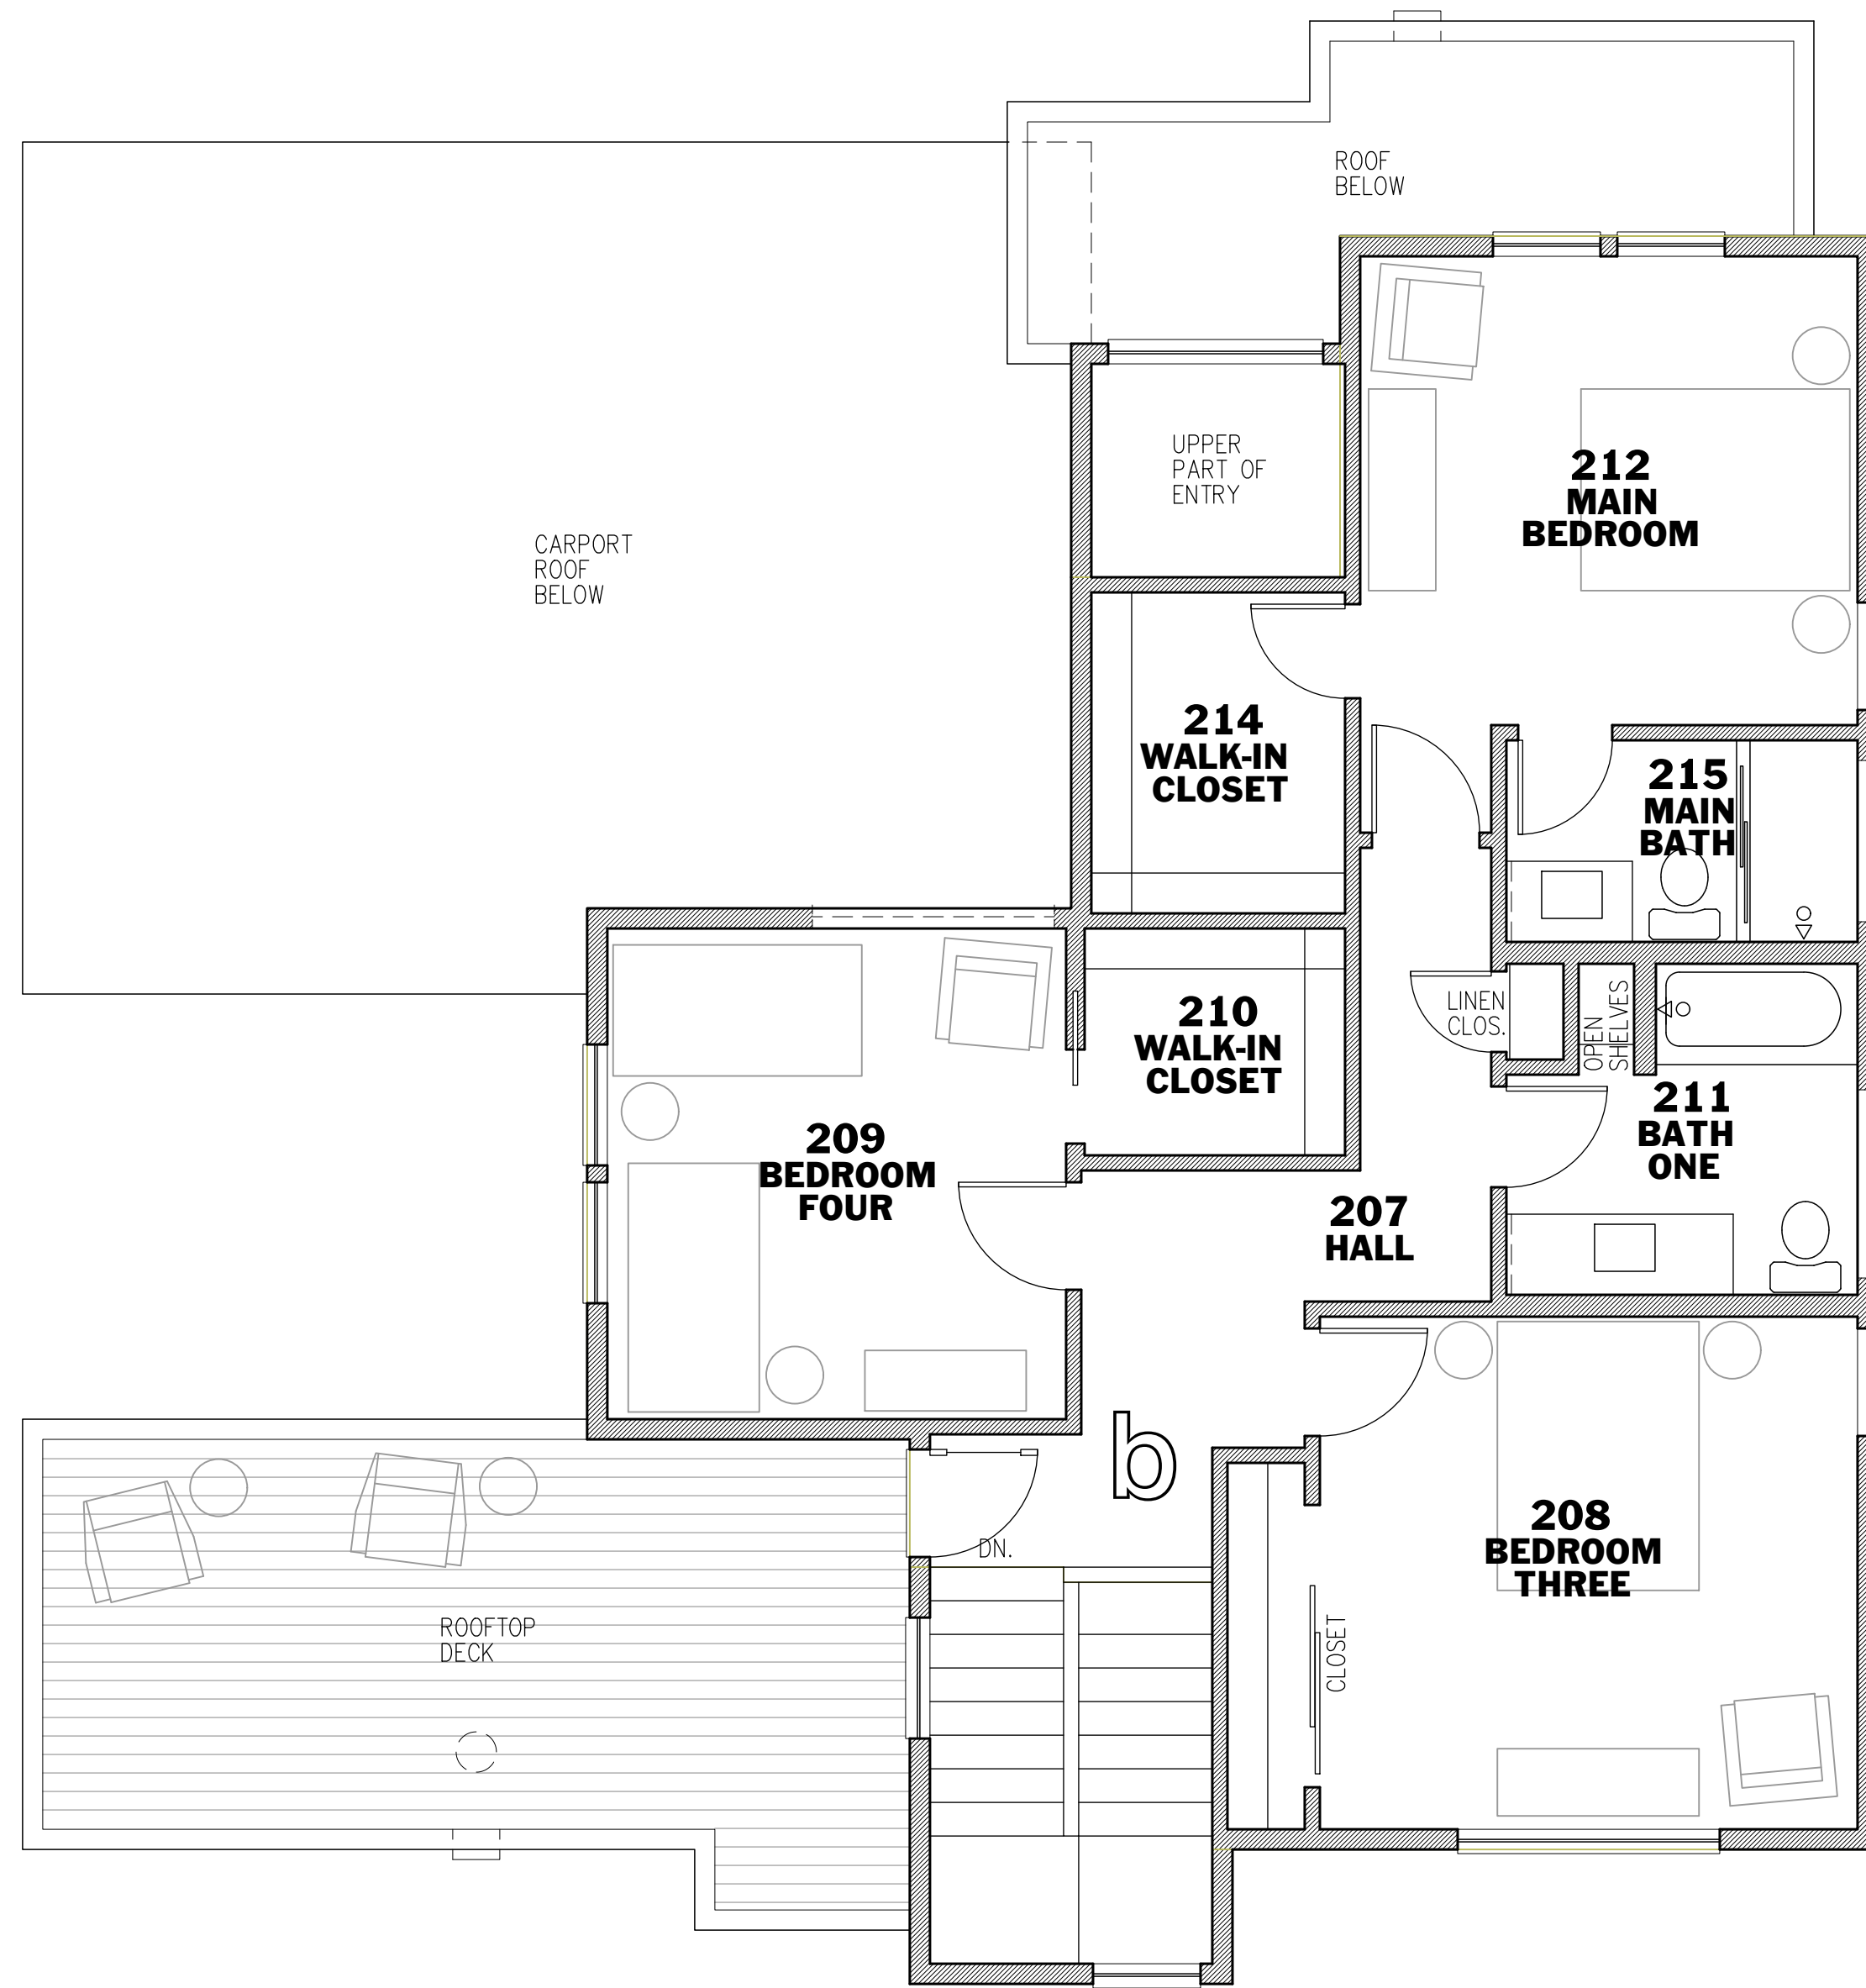 ROOF
BELOW
UPPER
PART OF
ENTRY
212
MAIN
BEDROOM
CARPORT
ROOF
BELOW
214
WALK-IN
CLOSET
215
MAIN
BATH
210
WALK-IN
CLOSET
LINEN
CLOS.
OPEN
SHELVES
211
BATH
ONE
209
BEDROOM
FOUR
207
HALL
b
DN.
208
BEDROOM
THREE
CLOSET
ROOFTOP
DECK